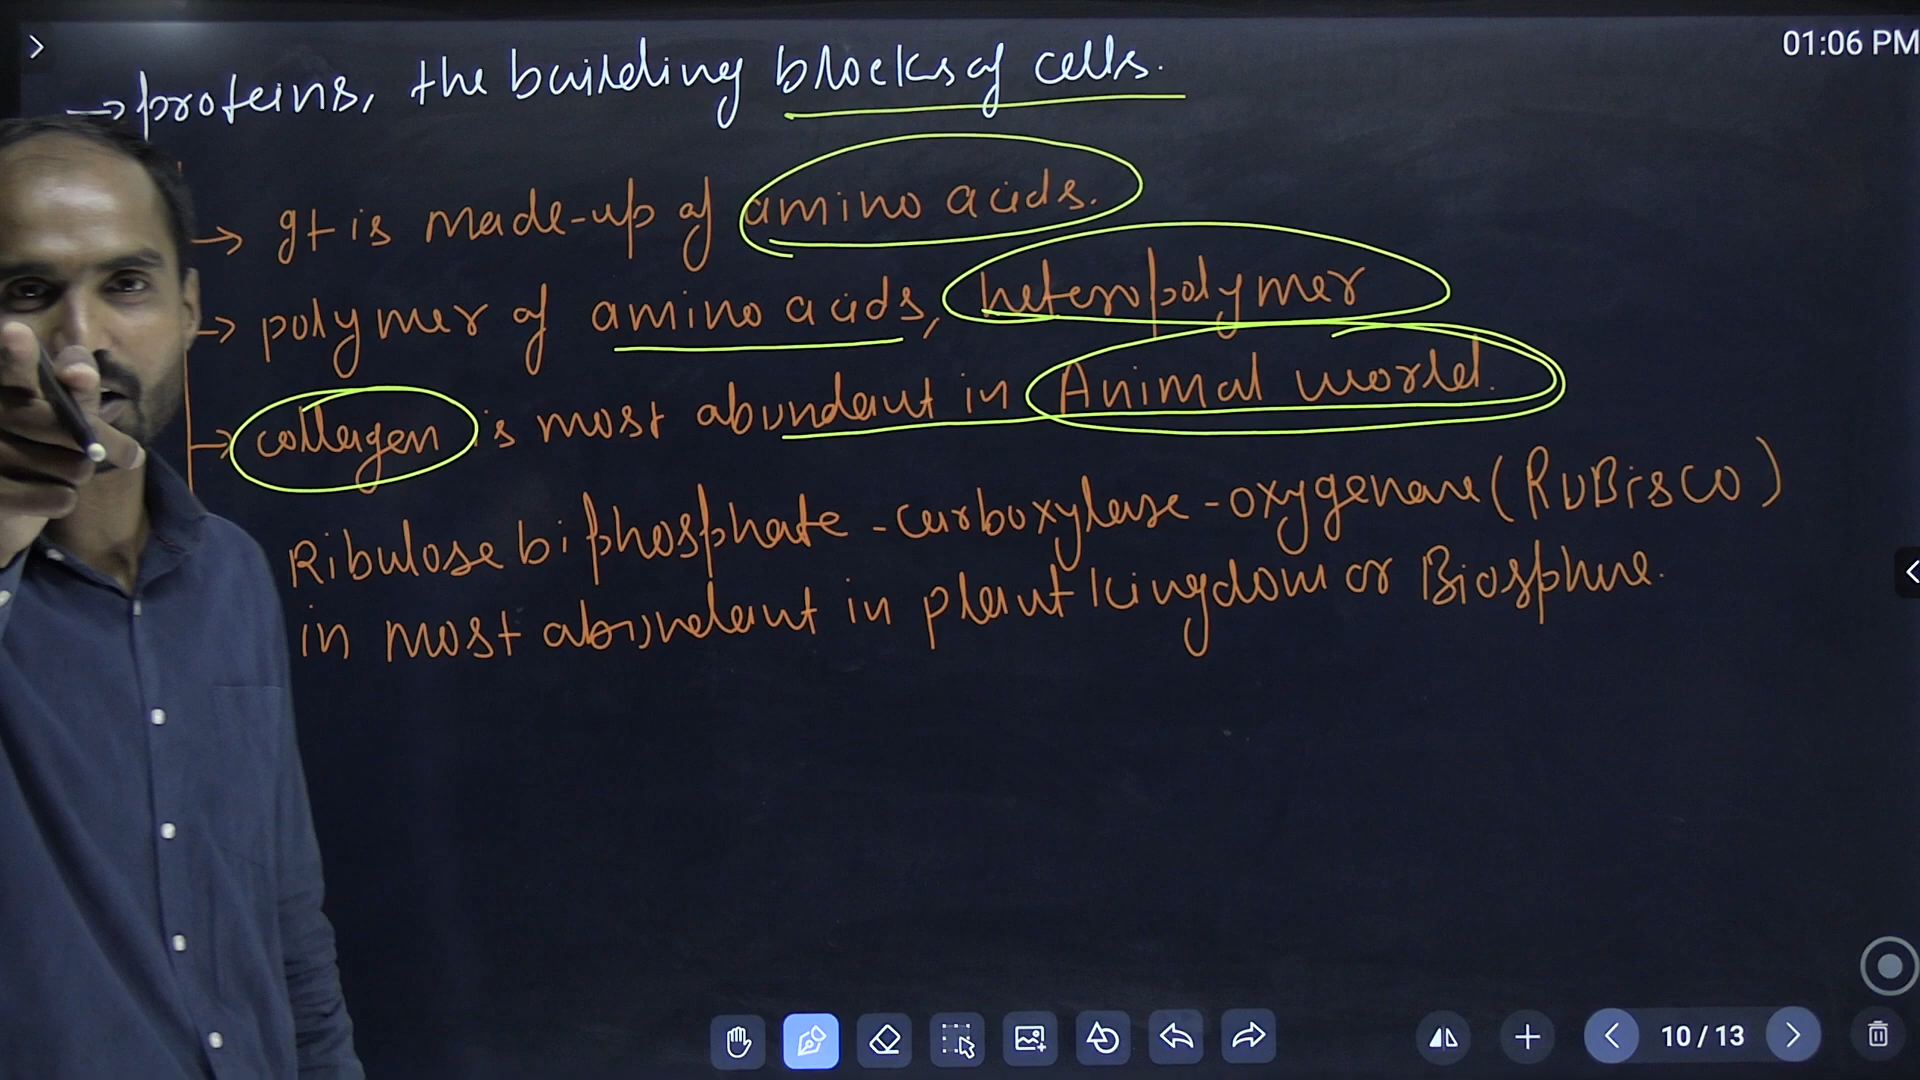 01:06 PM
→ proteins, the building blocks of cells.
→ It is made-up of amino acids.
→ polymer of amino acids, heteropolymer
→ collagen is most abundant in Animal world.
Ribulose biphosphate - carboxylase - oxygenase (RUBisCO)
in most abundant in plant kingdom or Biosphere.
10 / 13